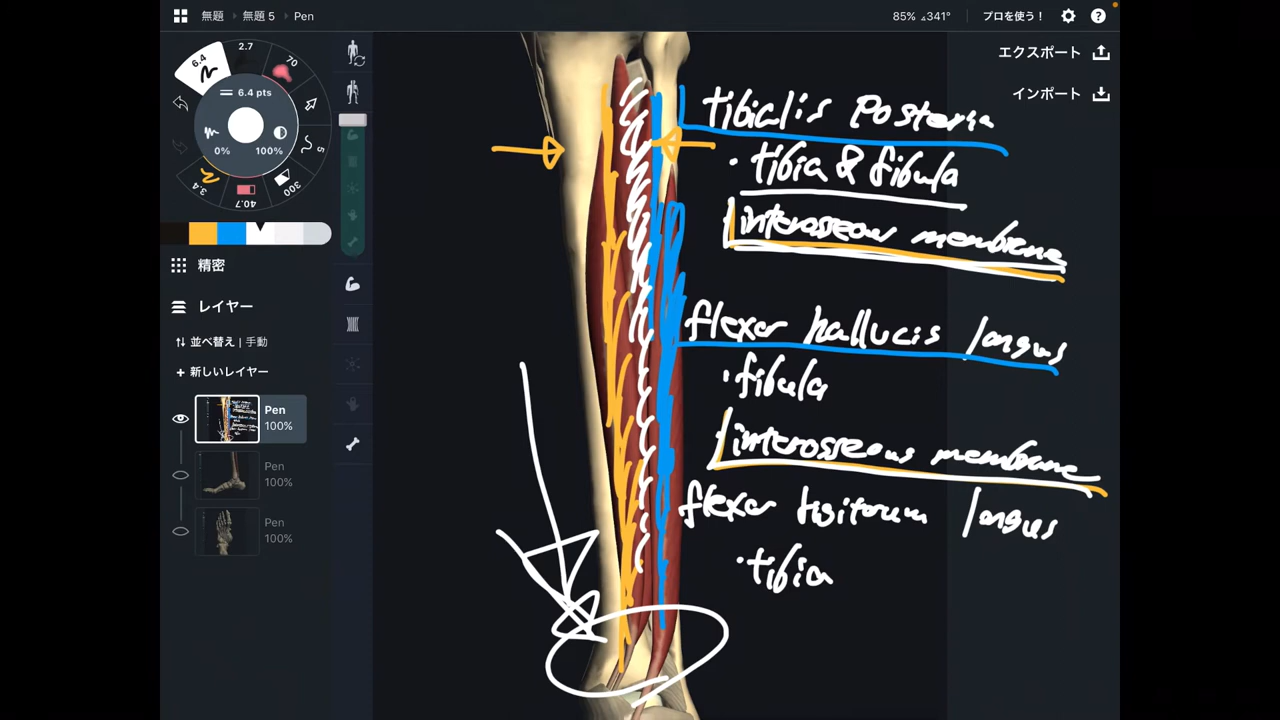 無題 > 無題 5 > Pen
85% ⦨341°
プロを使う!
エクスポート
インポート
2.7
6.4
70
6.4 pts
5
0% 100%
300
40.7
3.4
精密
レイヤー
並べ替え | 手動
+ 新しいレイヤー
Pen
100%
Pen
100%
Pen
100%
tibialis Posteria
・tibia & fibula
interosseous membrane
flexer hallucis longus
・fibula
interosseous membrane
flexer digitorum longus
・tibia